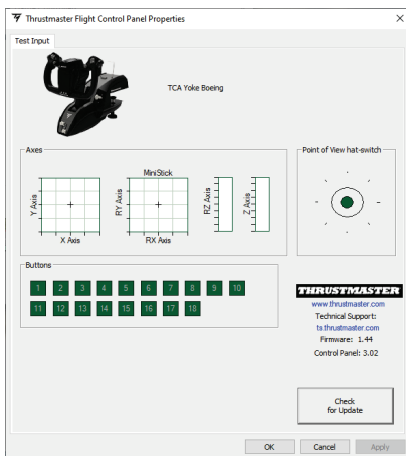 Thrustmaster Flight Control Panel Properties
Test Input
TCA Yoke Boeing
Axes
Y Axis
X Axis
MiniStick
RY Axis
RX Axis
RZ Axis
Z Axis
Point of View hat-switch
Buttons
1 2 3 4 5 6 7 8 9 10
11 12 13 14 15 16 17 18
THRUSTMASTER
www.thrustmaster.com
Technical Support:
ts.thrustmaster.com
Firmware: 1.44
Control Panel: 3.02
Check
for Update
OK Cancel Apply